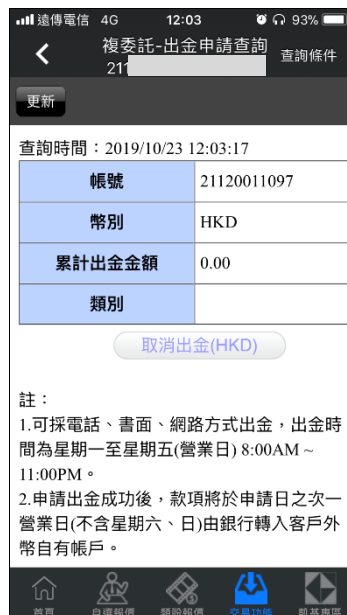 遠傳電信 4G 12:03 93%
複委託-出金申請查詢
211
查詢條件
更新
查詢時間：2019/10/23 12:03:17
帳號 21120011097
幣別 HKD
累計出金金額 0.00
類別
取消出金(HKD)
註：
1.可採電話、書面、網路方式出金，出金時
間為星期一至星期五(營業日) 8:00AM ~
11:00PM。
2.申請出金成功後，款項將於申請日之次一
營業日(不含星期六、日)由銀行轉入客戶外
幣自有帳戶。
首頁 自選報價 類股報價 交易功能 凱基專區